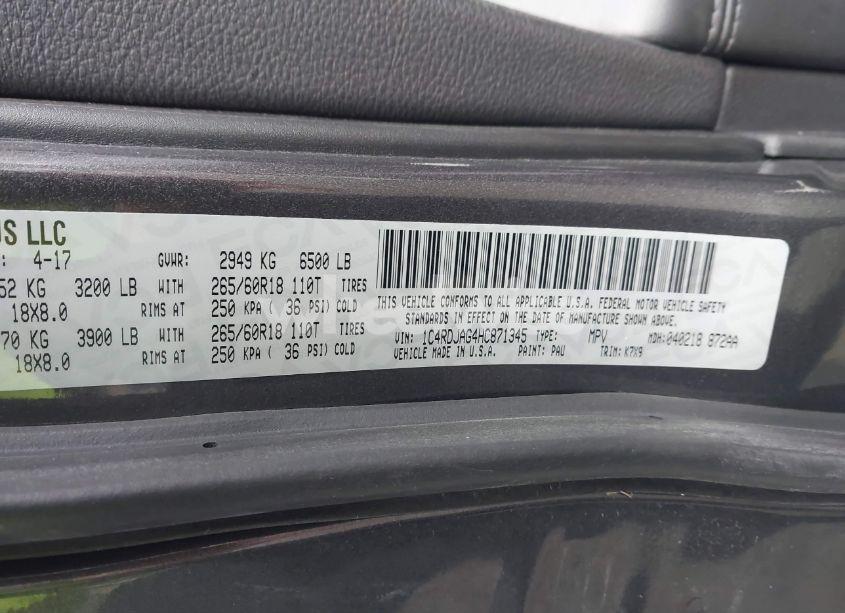 US LLC
: 4-17 GVWR: 2949 KG 6500 LB
52 KG 3200 LB WITH 265/60R18 110T TIRES
18X8.0 RIMS AT 250 KPA ( 36 PSI) COLD
70 KG 3900 LB WITH 265/60R18 110T TIRES
18X8.0 RIMS AT 250 KPA ( 36 PSI) COLD
THIS VEHICLE CONFORMS TO ALL APPLICABLE U.S.A. FEDERAL MOTOR VEHICLE SAFETY
STANDARDS IN EFFECT ON THE DATE OF MANUFACTURE SHOWN ABOVE.
VIN: 1C4RDJAG4HC871345 TYPE: MPV MDH:040218 872AA
VEHICLE MADE IN U.S.A. PAINT: PAU TRIM: K7X9